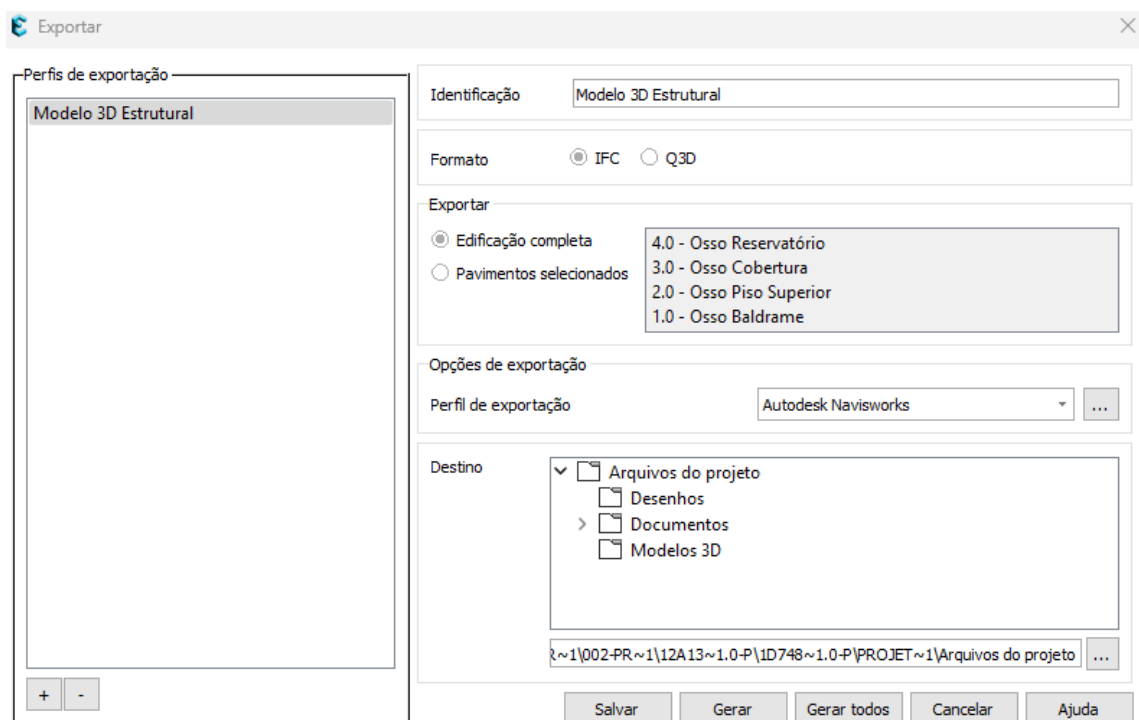 Exportar
Perfis de exportação
Modelo 3D Estrutural
+ -
Identificação Modelo 3D Estrutural
Formato IFC Q3D
Exportar
Edificação completa
Pavimentos selecionados
4.0 - Osso Reservatório
3.0 - Osso Cobertura
2.0 - Osso Piso Superior
1.0 - Osso Baldrame
Opções de exportação
Perfil de exportação Autodesk Navisworks ...
Destino
Arquivos do projeto
Desenhos
Documentos
Modelos 3D
R~1\002-PR~1\12A13~1.0-P\1D748~1.0-P\PROJET~1\Arquivos do projeto ...
Salvar Gerar Gerar todos Cancelar Ajuda